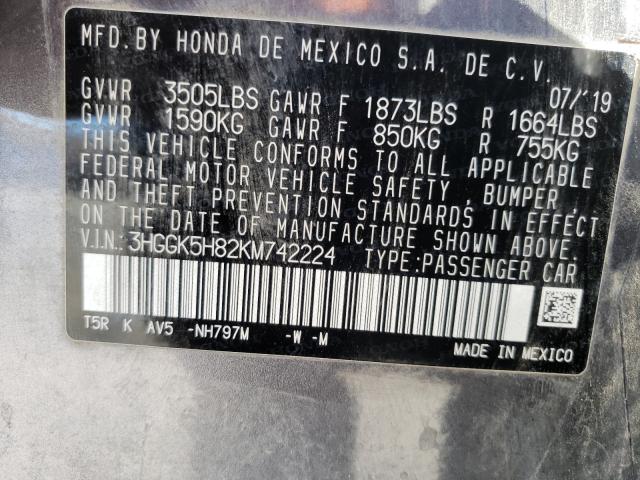 MFD. BY HONDA DE MEXICO S.A. DE C.V.
07/'19
GVWR 3505LBS GAWR F 1873LBS R 1664LBS
GVWR 1590KG GAWR F 850KG R 755KG
THIS VEHICLE CONFORMS TO ALL APPLICABLE
FEDERAL MOTOR VEHICLE SAFETY, BUMPER
AND THEFT PREVENTION STANDARDS IN EFFECT
ON THE DATE OF MANUFACTURE SHOWN ABOVE.
V.I.N.: 3HGGK5H82KM742224 TYPE:PASSENGER CAR
T5R K AV5 -NH797M -W -M
MADE IN MEXICO